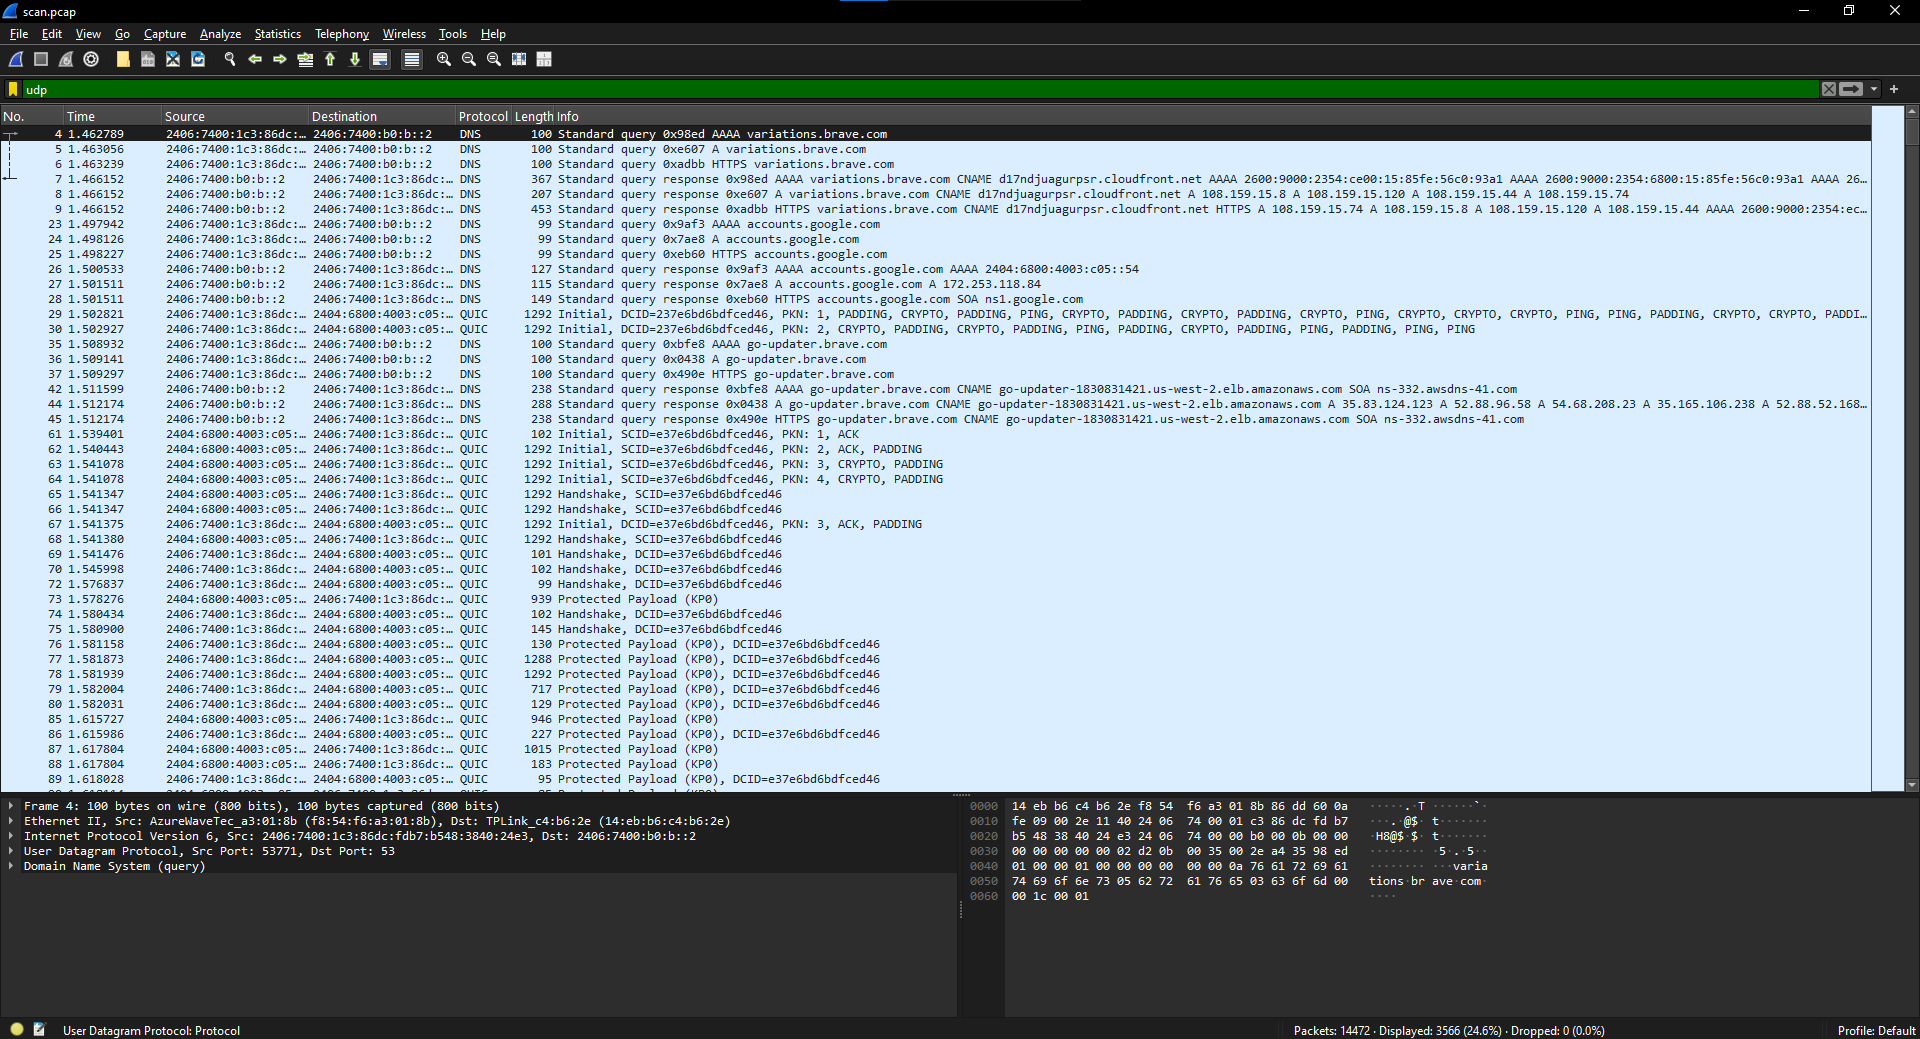 scan.pcap
File Edit View Go Capture Analyze Statistics Telephony Wireless Tools Help
udp
No. Time Source Destination Protocol Length Info
4 1.462789 2406:7400:1c3:86dc:… 2406:7400:b0:b::2 DNS 100 Standard query 0x98ed AAAA variations.brave.com
5 1.463056 2406:7400:1c3:86dc:… 2406:7400:b0:b::2 DNS 100 Standard query 0xe607 A variations.brave.com
6 1.463239 2406:7400:1c3:86dc:… 2406:7400:b0:b::2 DNS 100 Standard query 0xadbb HTTPS variations.brave.com
7 1.466152 2406:7400:b0:b::2 2406:7400:1c3:86dc:… DNS 367 Standard query response 0x98ed AAAA variations.brave.com CNAME d17ndjuagurpsr.cloudfront.net AAAA 2600:9000:2354:ce00:15:85fe:56c0:93a1 AAAA 2600:9000:2354:6800:15:85fe:56c0:93a1 AAAA 26…
8 1.466152 2406:7400:b0:b::2 2406:7400:1c3:86dc:… DNS 207 Standard query response 0xe607 A variations.brave.com CNAME d17ndjuagurpsr.cloudfront.net A 108.159.15.8 A 108.159.15.120 A 108.159.15.44 A 108.159.15.74
9 1.466152 2406:7400:b0:b::2 2406:7400:1c3:86dc:… DNS 453 Standard query response 0xadbb HTTPS variations.brave.com CNAME d17ndjuagurpsr.cloudfront.net HTTPS A 108.159.15.74 A 108.159.15.8 A 108.159.15.120 A 108.159.15.44 AAAA 2600:9000:2354:ec…
23 1.497942 2406:7400:1c3:86dc:… 2406:7400:b0:b::2 DNS 99 Standard query 0x9af3 AAAA accounts.google.com
24 1.498126 2406:7400:1c3:86dc:… 2406:7400:b0:b::2 DNS 99 Standard query 0x7ae8 A accounts.google.com
25 1.498227 2406:7400:1c3:86dc:… 2406:7400:b0:b::2 DNS 99 Standard query 0xeb60 HTTPS accounts.google.com
26 1.500533 2406:7400:b0:b::2 2406:7400:1c3:86dc:… DNS 127 Standard query response 0x9af3 AAAA accounts.google.com AAAA 2404:6800:4003:c05::54
27 1.501511 2406:7400:b0:b::2 2406:7400:1c3:86dc:… DNS 115 Standard query response 0x7ae8 A accounts.google.com A 172.253.118.84
28 1.501511 2406:7400:b0:b::2 2406:7400:1c3:86dc:… DNS 149 Standard query response 0xeb60 HTTPS accounts.google.com SOA ns1.google.com
29 1.502821 2406:7400:1c3:86dc:… 2404:6800:4003:c05:… QUIC 1292 Initial, DCID=237e6bd6bdfced46, PKN: 1, PADDING, CRYPTO, PADDING, PING, CRYPTO, PADDING, CRYPTO, PADDING, CRYPTO, PING, CRYPTO, CRYPTO, CRYPTO, PING, PING, PADDING, CRYPTO, CRYPTO, PADDI…
30 1.502927 2406:7400:1c3:86dc:… 2404:6800:4003:c05:… QUIC 1292 Initial, DCID=237e6bd6bdfced46, PKN: 2, CRYPTO, PADDING, CRYPTO, PADDING, PING, PADDING, CRYPTO, PADDING, PING, PADDING, PING, PING
35 1.508932 2406:7400:1c3:86dc:… 2406:7400:b0:b::2 DNS 100 Standard query 0xbfe8 AAAA go-updater.brave.com
36 1.509141 2406:7400:1c3:86dc:… 2406:7400:b0:b::2 DNS 100 Standard query 0x0438 A go-updater.brave.com
37 1.509297 2406:7400:1c3:86dc:… 2406:7400:b0:b::2 DNS 100 Standard query 0x490e HTTPS go-updater.brave.com
42 1.511599 2406:7400:b0:b::2 2406:7400:1c3:86dc:… DNS 238 Standard query response 0xbfe8 AAAA go-updater.brave.com CNAME go-updater-1830831421.us-west-2.elb.amazonaws.com SOA ns-332.awsdns-41.com
44 1.512174 2406:7400:b0:b::2 2406:7400:1c3:86dc:… DNS 288 Standard query response 0x0438 A go-updater.brave.com CNAME go-updater-1830831421.us-west-2.elb.amazonaws.com A 35.83.124.123 A 52.88.96.58 A 54.68.208.23 A 35.165.106.238 A 52.88.52.168…
45 1.512174 2406:7400:b0:b::2 2406:7400:1c3:86dc:… DNS 238 Standard query response 0x490e HTTPS go-updater.brave.com CNAME go-updater-1830831421.us-west-2.elb.amazonaws.com SOA ns-332.awsdns-41.com
61 1.539401 2404:6800:4003:c05:… 2406:7400:1c3:86dc:… QUIC 102 Initial, SCID=e37e6bd6bdfced46, PKN: 1, ACK
62 1.540443 2404:6800:4003:c05:… 2406:7400:1c3:86dc:… QUIC 1292 Initial, SCID=e37e6bd6bdfced46, PKN: 2, ACK, PADDING
63 1.541078 2404:6800:4003:c05:… 2406:7400:1c3:86dc:… QUIC 1292 Initial, SCID=e37e6bd6bdfced46, PKN: 3, CRYPTO, PADDING
64 1.541078 2404:6800:4003:c05:… 2406:7400:1c3:86dc:… QUIC 1292 Initial, SCID=e37e6bd6bdfced46, PKN: 4, CRYPTO, PADDING
65 1.541347 2404:6800:4003:c05:… 2406:7400:1c3:86dc:… QUIC 1292 Handshake, SCID=e37e6bd6bdfced46
66 1.541347 2404:6800:4003:c05:… 2406:7400:1c3:86dc:… QUIC 1292 Handshake, SCID=e37e6bd6bdfced46
67 1.541375 2406:7400:1c3:86dc:… 2404:6800:4003:c05:… QUIC 1292 Initial, DCID=e37e6bd6bdfced46, PKN: 3, ACK, PADDING
68 1.541380 2404:6800:4003:c05:… 2406:7400:1c3:86dc:… QUIC 1292 Handshake, SCID=e37e6bd6bdfced46
69 1.541476 2406:7400:1c3:86dc:… 2404:6800:4003:c05:… QUIC 101 Handshake, DCID=e37e6bd6bdfced46
70 1.545998 2406:7400:1c3:86dc:… 2404:6800:4003:c05:… QUIC 102 Handshake, DCID=e37e6bd6bdfced46
72 1.576837 2406:7400:1c3:86dc:… 2404:6800:4003:c05:… QUIC 99 Handshake, DCID=e37e6bd6bdfced46
73 1.578276 2404:6800:4003:c05:… 2406:7400:1c3:86dc:… QUIC 939 Protected Payload (KP0)
74 1.580434 2406:7400:1c3:86dc:… 2404:6800:4003:c05:… QUIC 102 Handshake, DCID=e37e6bd6bdfced46
75 1.580900 2406:7400:1c3:86dc:… 2404:6800:4003:c05:… QUIC 145 Handshake, DCID=e37e6bd6bdfced46
76 1.581158 2406:7400:1c3:86dc:… 2404:6800:4003:c05:… QUIC 130 Protected Payload (KP0), DCID=e37e6bd6bdfced46
77 1.581873 2406:7400:1c3:86dc:… 2404:6800:4003:c05:… QUIC 1288 Protected Payload (KP0), DCID=e37e6bd6bdfced46
78 1.581939 2406:7400:1c3:86dc:… 2404:6800:4003:c05:… QUIC 1292 Protected Payload (KP0), DCID=e37e6bd6bdfced46
79 1.582004 2406:7400:1c3:86dc:… 2404:6800:4003:c05:… QUIC 717 Protected Payload (KP0), DCID=e37e6bd6bdfced46
80 1.582031 2406:7400:1c3:86dc:… 2404:6800:4003:c05:… QUIC 129 Protected Payload (KP0), DCID=e37e6bd6bdfced46
85 1.615727 2404:6800:4003:c05:… 2406:7400:1c3:86dc:… QUIC 946 Protected Payload (KP0)
86 1.615986 2406:7400:1c3:86dc:… 2404:6800:4003:c05:… QUIC 227 Protected Payload (KP0), DCID=e37e6bd6bdfced46
87 1.617804 2404:6800:4003:c05:… 2406:7400:1c3:86dc:… QUIC 1015 Protected Payload (KP0)
88 1.617804 2404:6800:4003:c05:… 2406:7400:1c3:86dc:… QUIC 183 Protected Payload (KP0)
89 1.618028 2406:7400:1c3:86dc:… 2404:6800:4003:c05:… QUIC 95 Protected Payload (KP0), DCID=e37e6bd6bdfced46
Frame 4: 100 bytes on wire (800 bits), 100 bytes captured (800 bits)
Ethernet II, Src: AzureWaveTec_a3:01:8b (f8:54:f6:a3:01:8b), Dst: TPLink_c4:b6:2e (14:eb:b6:c4:b6:2e)
Internet Protocol Version 6, Src: 2406:7400:1c3:86dc:fdb7:b548:3840:24e3, Dst: 2406:7400:b0:b::2
User Datagram Protocol, Src Port: 53771, Dst Port: 53
Domain Name System (query)
0000 14 eb b6 c4 b6 2e f8 54 f6 a3 01 8b 86 dd 60 0a ·····.·T ······`·
0010 fe 09 00 2e 11 40 24 06 74 00 01 c3 86 dc fd b7 ···.·@$· t·······
0020 b5 48 38 40 24 e3 24 06 74 00 00 b0 00 0b 00 00 ·H8@$·$· t·······
0030 00 00 00 00 00 02 d2 0b 00 35 00 2e a4 35 98 ed ········ ·5·.·5··
0040 01 00 00 01 00 00 00 00 00 00 0a 76 61 72 69 61 ········ ···varia
0050 74 69 6f 6e 73 05 62 72 61 76 65 03 63 6f 6d 00 tions·br ave·com·
0060 00 1c 00 01 ····
User Datagram Protocol: Protocol
Packets: 14472 · Displayed: 3566 (24.6%) · Dropped: 0 (0.0%)
Profile: Default